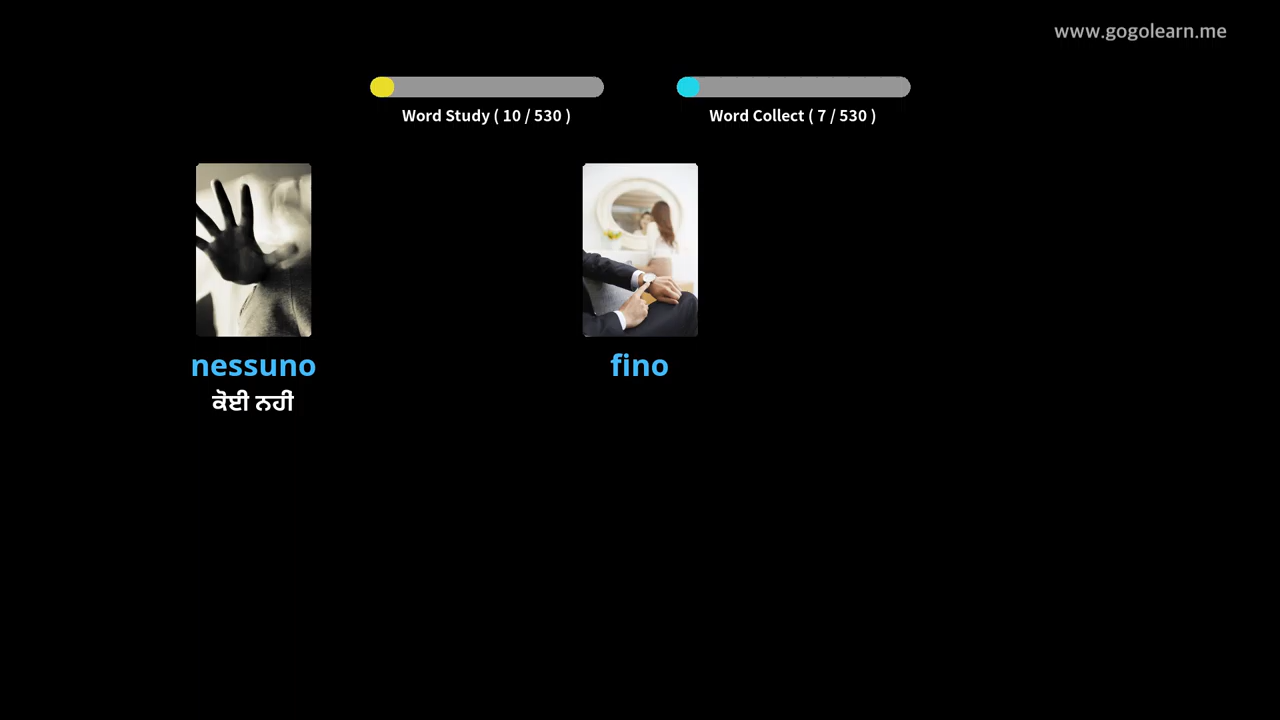 www.gogolearn.me
Word Study ( 10 / 530 )
Word Collect ( 7 / 530 )
nessuno
fino
ਕੋਈ ਨਹੀਂ